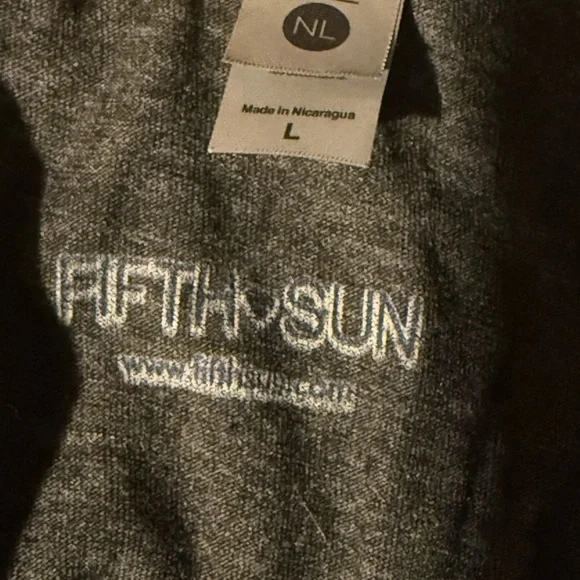 NL
Made in Nicaragua
L
FIFTH SUN
www.fifthsun.com